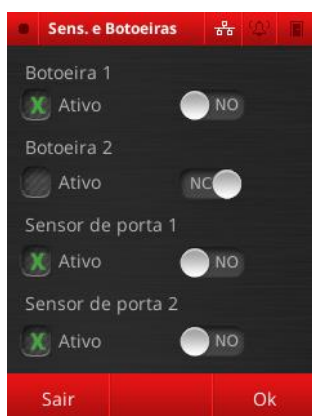 Sens. e Botoeiras
Botoeira 1
Ativo NO
Botoeira 2
Ativo NC
Sensor de porta 1
Ativo NO
Sensor de porta 2
Ativo NO
Sair Ok